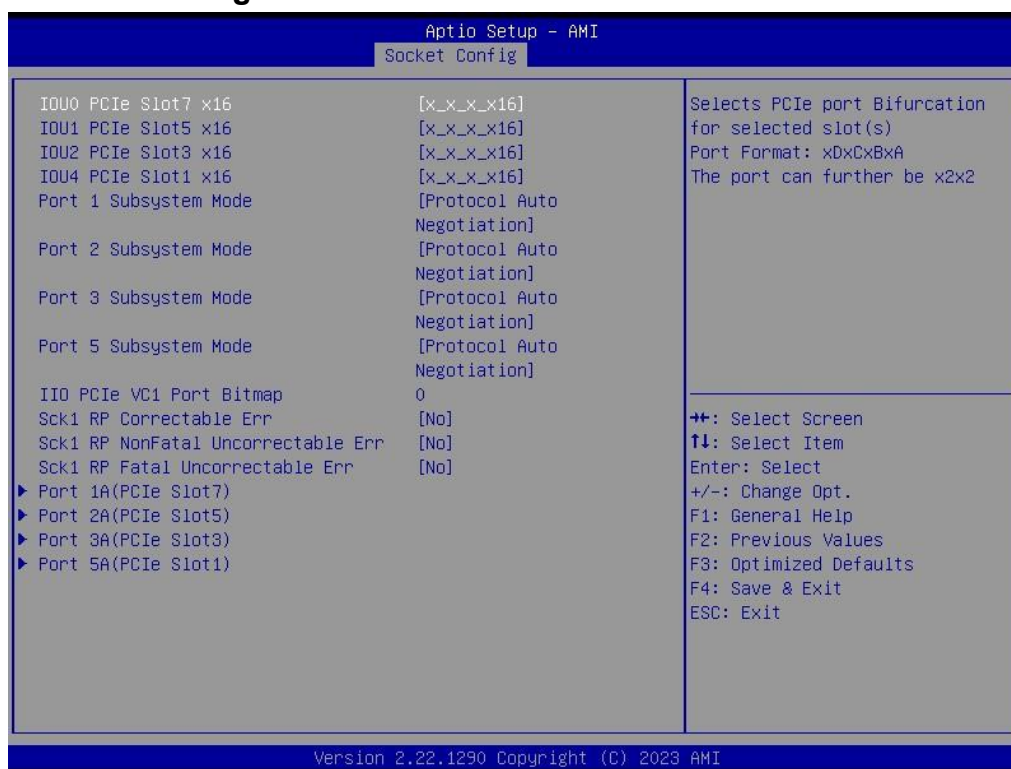 Aptio Setup – AMI
Socket Config
IOU0 PCIe Slot7 x16 [x_x_x_x16]
IOU1 PCIe Slot5 x16 [x_x_x_x16]
IOU2 PCIe Slot3 x16 [x_x_x_x16]
IOU4 PCIe Slot1 x16 [x_x_x_x16]
Port 1 Subsystem Mode [Protocol Auto
Negotiation]
Port 2 Subsystem Mode [Protocol Auto
Negotiation]
Port 3 Subsystem Mode [Protocol Auto
Negotiation]
Port 5 Subsystem Mode [Protocol Auto
Negotiation]
IIO PCIe VC1 Port Bitmap 0
Sck1 RP Correctable Err [No]
Sck1 RP NonFatal Uncorrectable Err [No]
Sck1 RP Fatal Uncorrectable Err [No]
Port 1A(PCIe Slot7)
Port 2A(PCIe Slot5)
Port 3A(PCIe Slot3)
Port 5A(PCIe Slot1)
Selects PCIe port Bifurcation
for selected slot(s)
Port Format: xDxCxBxA
The port can further be x2x2
→←: Select Screen
↑↓: Select Item
Enter: Select
+/-: Change Opt.
F1: General Help
F2: Previous Values
F3: Optimized Defaults
F4: Save & Exit
ESC: Exit
Version 2.22.1290 Copyright (C) 2023 AMI